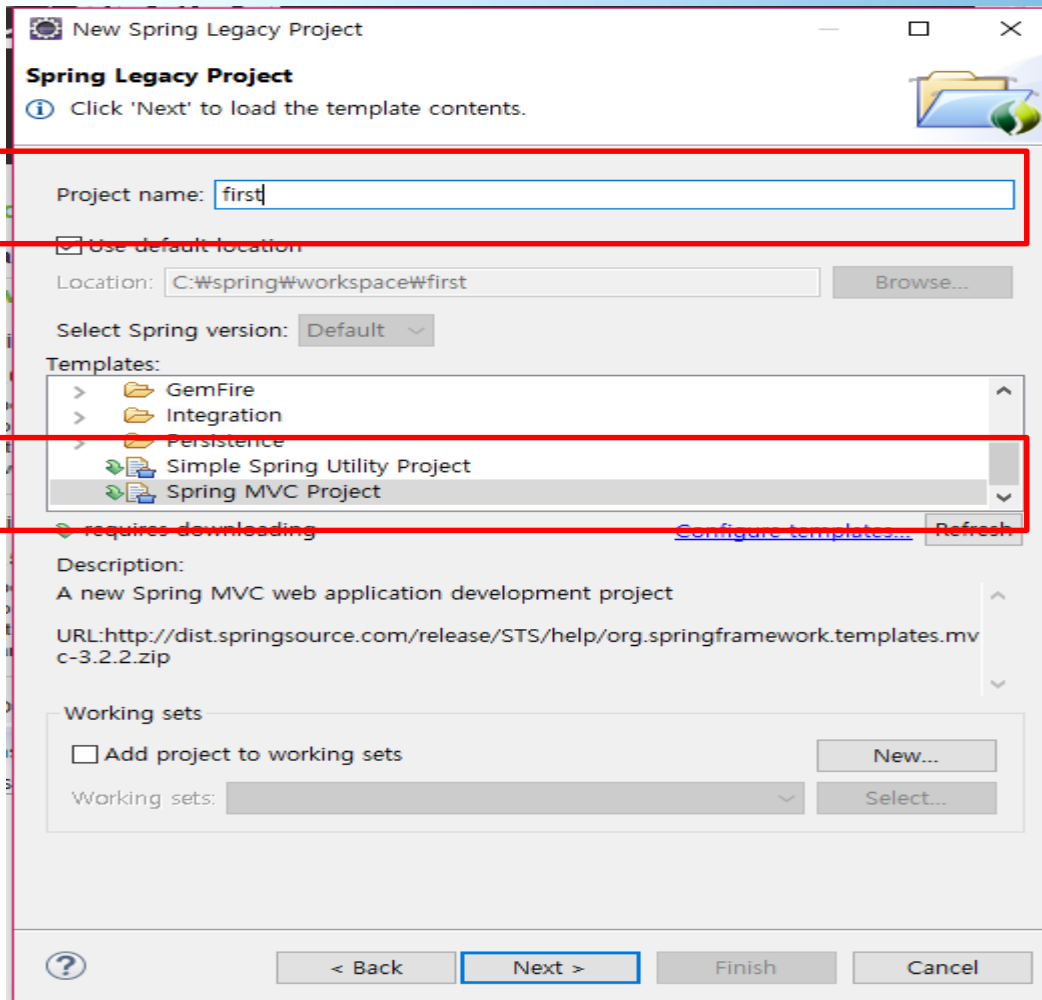 New Spring Legacy Project
Spring Legacy Project
Click 'Next' to load the template contents.
Project name: first
Use default location
Location: C:₩spring₩workspace₩first Browse...
Select Spring version: Default
Templates:
GemFire
Integration
Persistence
Simple Spring Utility Project
Spring MVC Project
requires downloading Configure templates... Refresh
Description:
A new Spring MVC web application development project
URL:http://dist.springsource.com/release/STS/help/org.springframework.templates.mv
c-3.2.2.zip
Working sets
Add project to working sets New...
Working sets: Select...
? < Back Next > Finish Cancel